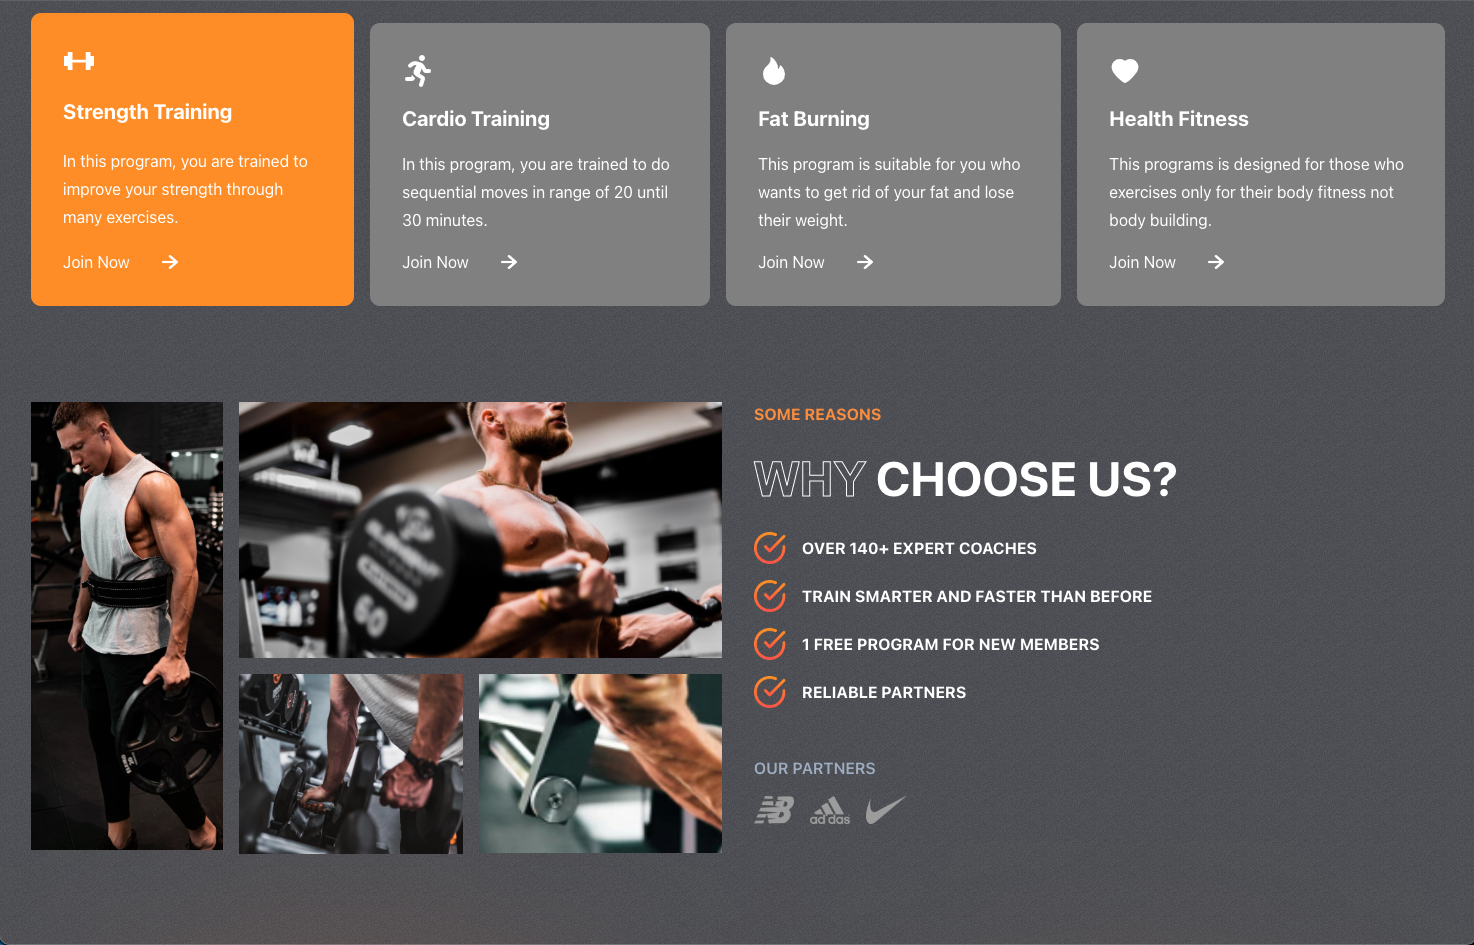 Strength Training
In this program, you are trained to
improve your strength through
many exercises.
Join Now
Cardio Training
In this program, you are trained to do
sequential moves in range of 20 until
30 minutes.
Join Now
Fat Burning
This program is suitable for you who
wants to get rid of your fat and lose
their weight.
Join Now
Health Fitness
This programs is designed for those who
exercises only for their body fitness not
body building.
Join Now
60
SOME REASONS
WHY CHOOSE US?
OVER 140+ EXPERT COACHES
TRAIN SMARTER AND FASTER THAN BEFORE
1 FREE PROGRAM FOR NEW MEMBERS
RELIABLE PARTNERS
OUR PARTNERS
NB
adidas